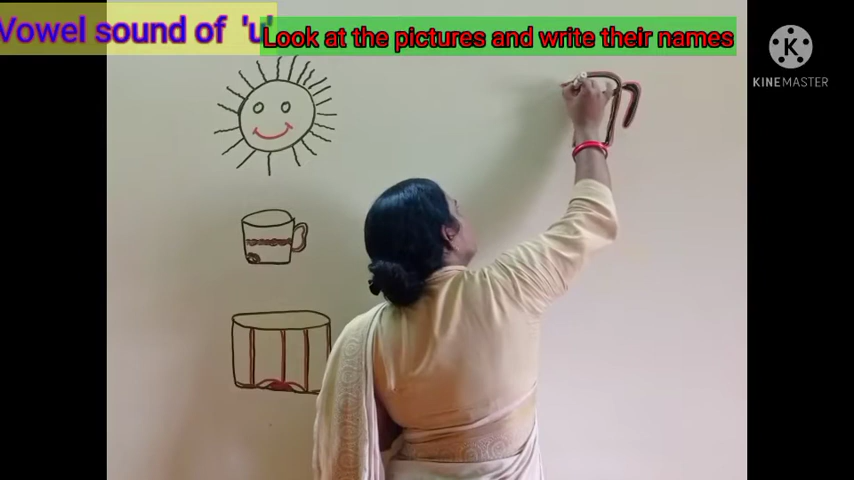 Vowel sound of 'u'
Look at the pictures and write their names
KINEMASTER